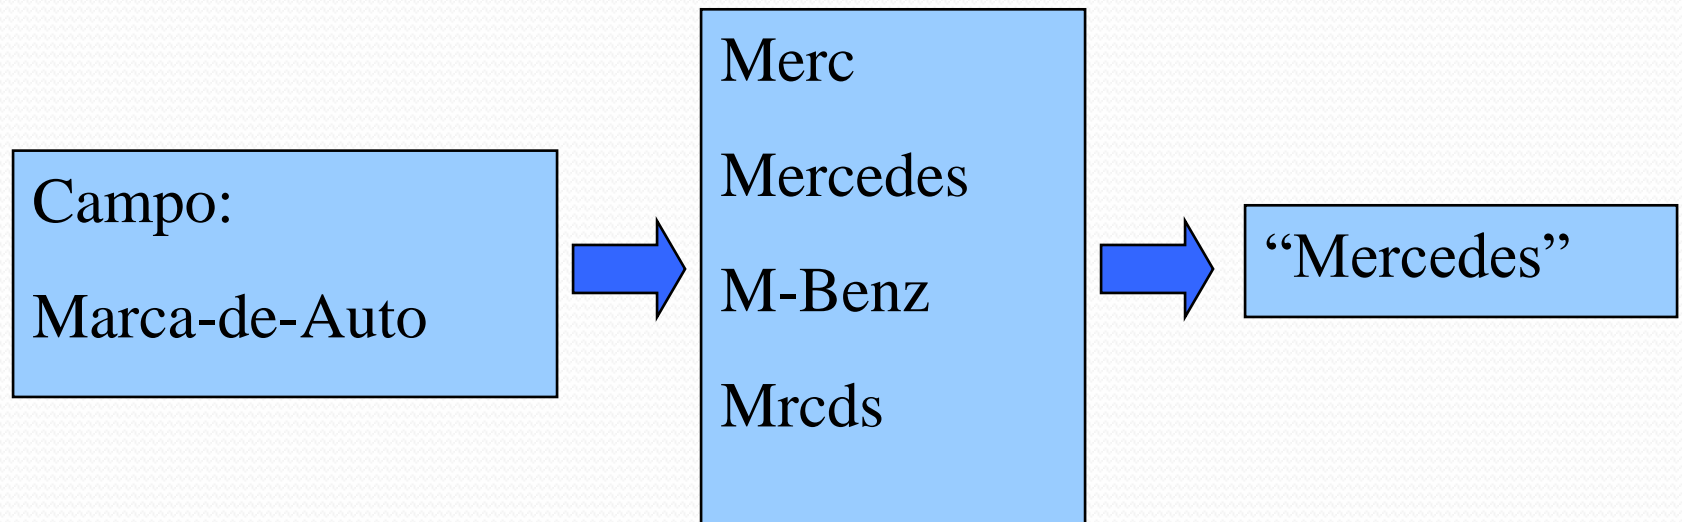 Campo:
Marca-de-Auto
Merc
Mercedes
M-Benz
Mrcds
“Mercedes”